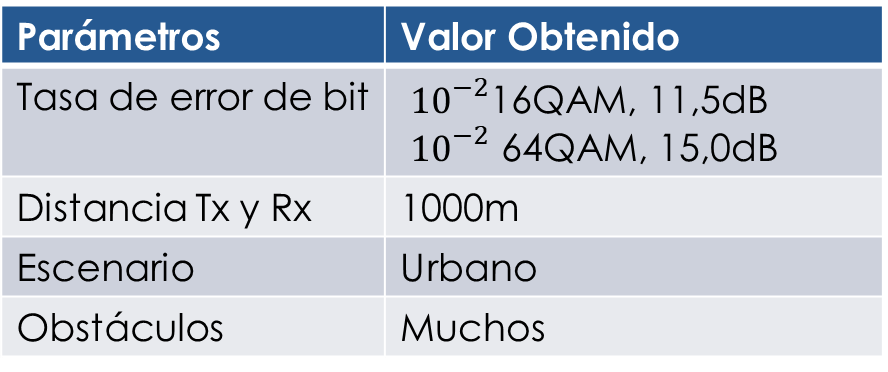 Parámetros Valor Obtenido
Tasa de error de bit 10⁻²16QAM, 11,5dB
10⁻² 64QAM, 15,0dB
Distancia Tx y Rx 1000m
Escenario Urbano
Obstáculos Muchos